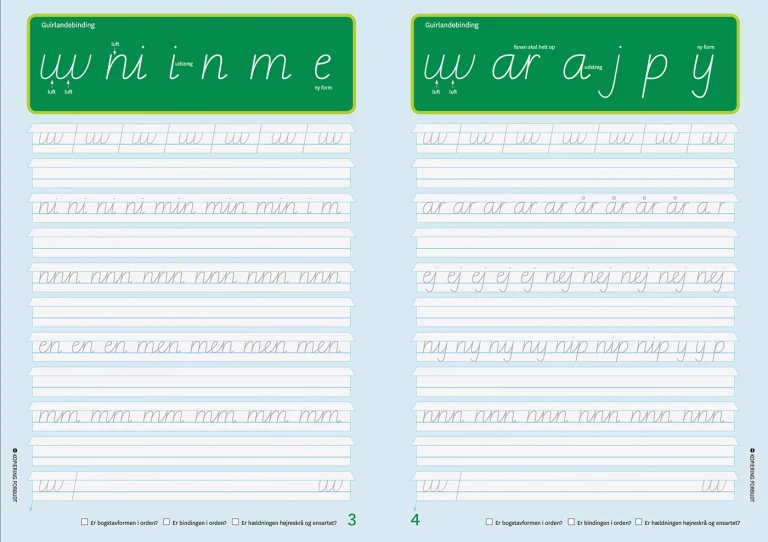 Guirlandebinding
luft
udstreg
uu ni i n m e
luft luft
ny form
uu uu uu uu uu uu uu
ni ni ni ni ni min min min i m
nnn nnn nnn nnn nnn nnn
en en en men men men men
mm mm mm mm mm mm
uu uu
KOPIERING FORBUDT
Er bogstavformen i orden? Er bindingen i orden? Er hældningen højreskrå og ensartet? 3
Guirlandebinding
fanen skal helt op
ny form
udstreg
uu ar a j p y
luft luft
uu uu uu uu uu uu uu
ar ar ar ar ar år år år år a r
ej ej ej ej ej nej nej nej nej nej
ny ny ny ny nip nip nip y y p
nnn nnn nnn nnn nnn nnn
uu uu
KOPIERING FORBUDT
4 Er bogstavformen i orden? Er bindingen i orden? Er hældningen højreskrå og ensartet?